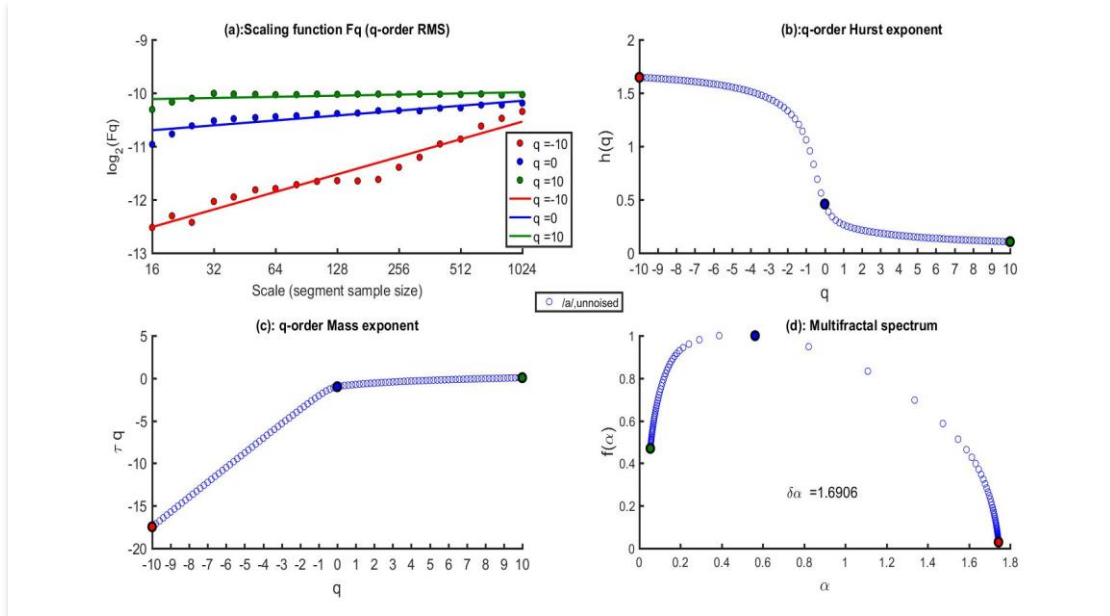 (a):Scaling function Fq (q-order RMS)
-9
-10
-11
-12
-13
log2(Fq)
16 32 64 128 256 512 1024
Scale (segment sample size)
q =-10
q =0
q =10
q =-10
q =0
q =10
(b):q-order Hurst exponent
2
1.5
1
0.5
0
h(q)
-10 -9 -8 -7 -6 -5 -4 -3 -2 -1 0 1 2 3 4 5 6 7 8 9 10
q
/a/,unnoised
(c): q-order Mass exponent
5
0
-5
-10
-15
-20
τ q
-10 -9 -8 -7 -6 -5 -4 -3 -2 -1 0 1 2 3 4 5 6 7 8 9 10
q
(d): Multifractal spectrum
1
0.8
0.6
0.4
0.2
0
f(α)
δα =1.6906
0 0.2 0.4 0.6 0.8 1 1.2 1.4 1.6 1.8
α